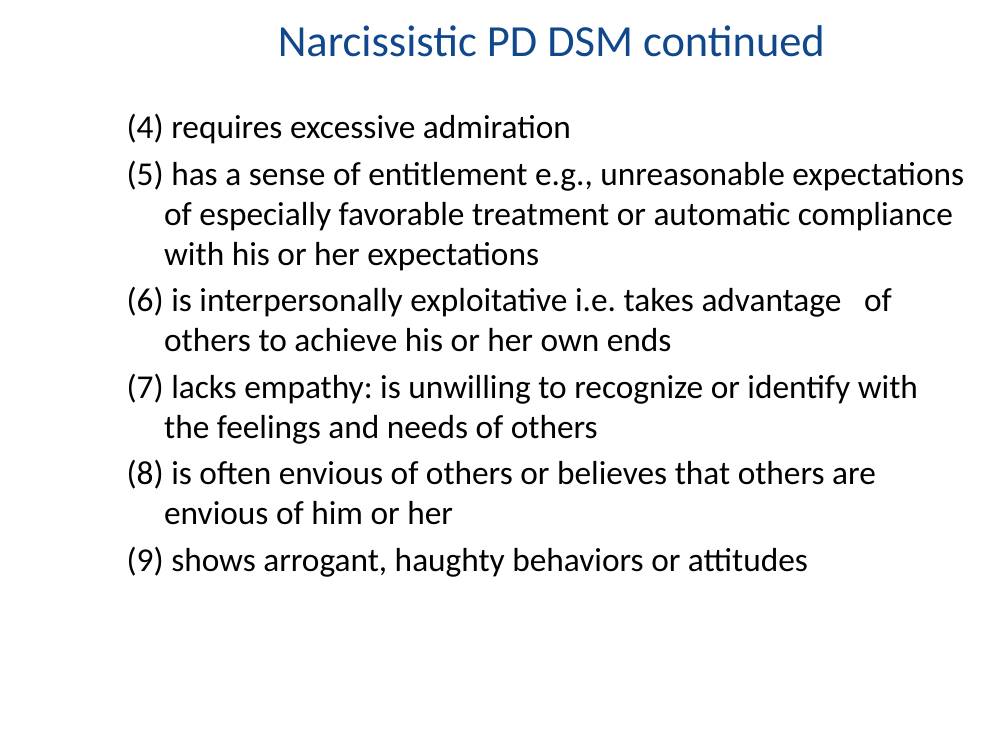 Narcissistic PD DSM continued
(4) requires excessive admiration
(5) has a sense of entitlement e.g., unreasonable expectations
of especially favorable treatment or automatic compliance
with his or her expectations
(6) is interpersonally exploitative i.e. takes advantage   of
others to achieve his or her own ends
(7) lacks empathy: is unwilling to recognize or identify with
the feelings and needs of others
(8) is often envious of others or believes that others are
envious of him or her
(9) shows arrogant, haughty behaviors or attitudes